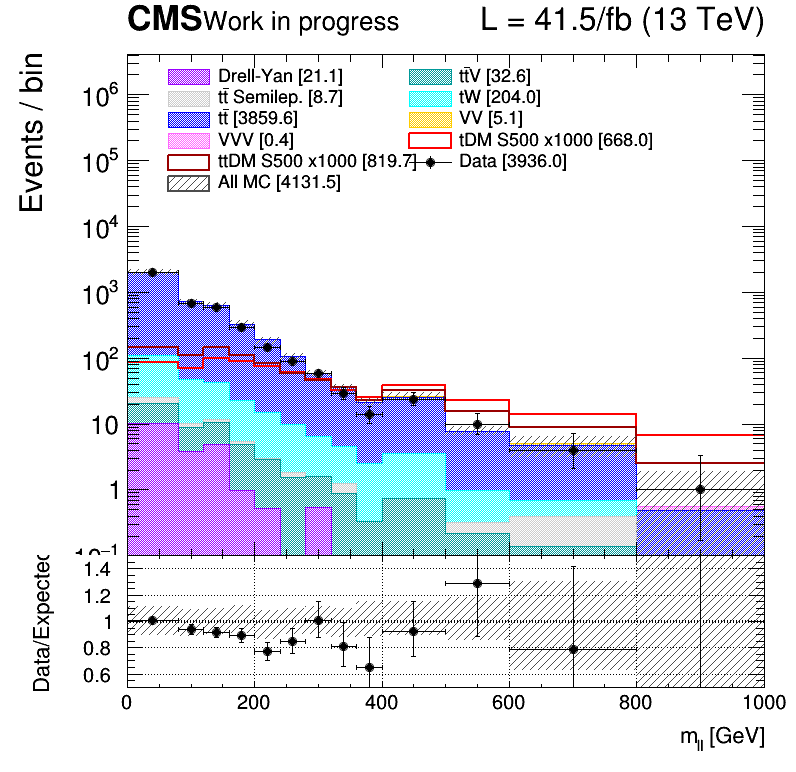 CMS Work in progress L = 41.5/fb (13 TeV)
Events / bin
Drell-Yan [21.1]
tt̄ Semilep. [8.7]
tt̄ [3859.6]
VVV [0.4]
ttDM S500 x1000 [819.7]
All MC [4131.5]
tt̄V [32.6]
tW [204.0]
VV [5.1]
tDM S500 x1000 [668.0]
Data [3936.0]
10⁶
10⁵
10⁴
10³
10²
10
1
10⁻¹
Data/Expected
1.4
1.2
1
0.8
0.6
0 200 400 600 800 1000
m_ll [GeV]